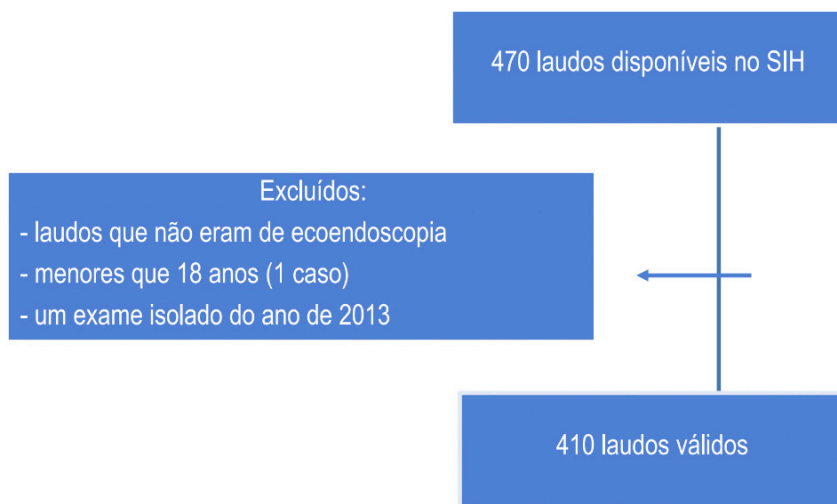 470 laudos disponíveis no SIH
Excluídos:
- laudos que não eram de ecoendoscopia
- menores que 18 anos (1 caso)
- um exame isolado do ano de 2013
410 laudos válidos